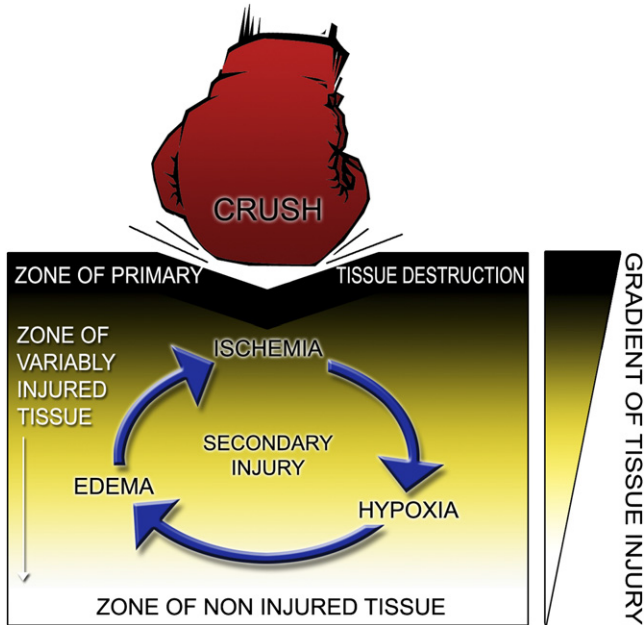 CRUSH
ZONE OF PRIMARY TISSUE DESTRUCTION
ZONE OF
VARIABLY
INJURED
TISSUE
ISCHEMIA
SECONDARY
INJURY
EDEMA
HYPOXIA
ZONE OF NON INJURED TISSUE
GRADIENT OF TISSUE INJURY